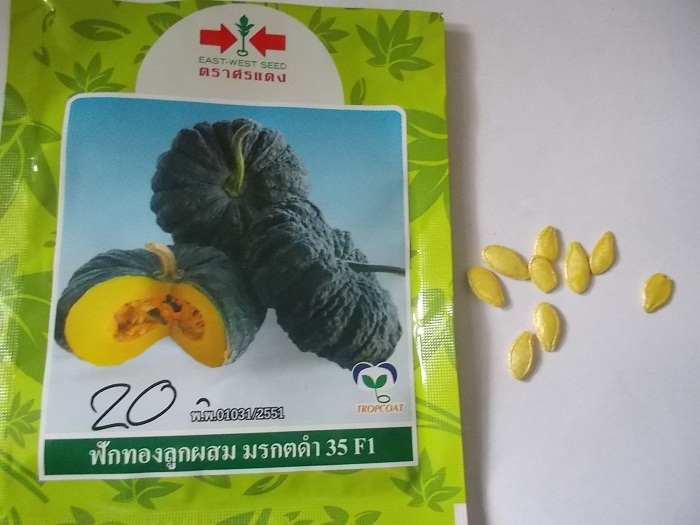 EAST-WEST SEED
ตราศรแดง
20
พ.พ.01031/2551
TROPCOAT
ฟักทองลูกผสม มรกตดำ 35 F1